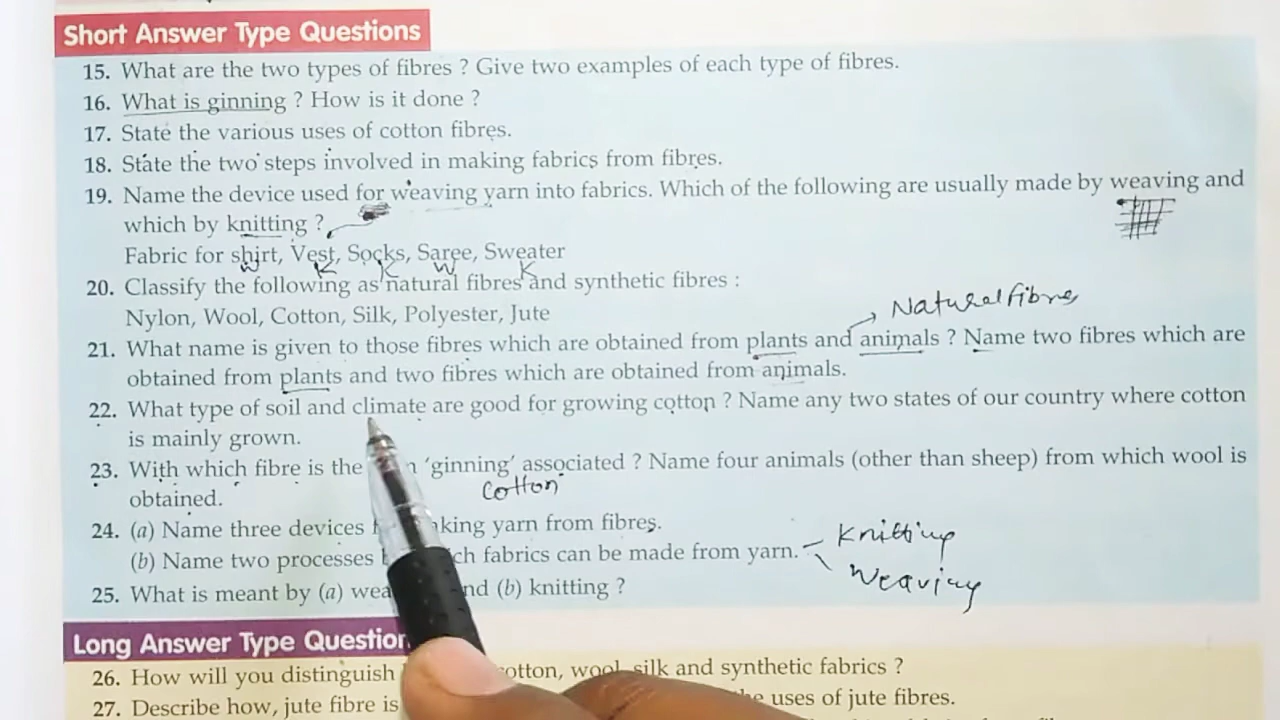 Short Answer Type Questions
15. What are the two types of fibres ? Give two examples of each type of fibres.
16. What is ginning ? How is it done ?
17. State the various uses of cotton fibres.
18. State the two steps involved in making fabrics from fibres.
19. Name the device used for weaving yarn into fabrics. Which of the following are usually made by weaving and
which by knitting ?
Fabric for shirt, Vest, Socks, Saree, Sweater
W K K W K
20. Classify the following as natural fibres and synthetic fibres :
Nylon, Wool, Cotton, Silk, Polyester, Jute
Natural fibres
21. What name is given to those fibres which are obtained from plants and animals ? Name two fibres which are
obtained from plants and two fibres which are obtained from animals.
22. What type of soil and climate are good for growing cotton ? Name any two states of our country where cotton
is mainly grown.
23. With which fibre is the 'ginning' associated ? Name four animals (other than sheep) from which wool is
obtained.
cotton
24. (a) Name three devices king yarn from fibres.
(b) Name two processes ch fabrics can be made from yarn.
Knitting
Weaving
25. What is meant by (a) wea nd (b) knitting ?
Long Answer Type Question
26. How will you distinguish otton, wool, silk and synthetic fabrics ?
27. Describe how, jute fibre is uses of jute fibres.